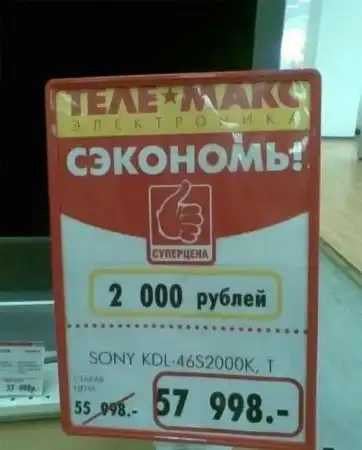 ТЕЛЕ★МАКС
ЭЛЕКТРОНИКА
СЭКОНОМЬ!
СУПЕРЦЕНА
2 000 рублей
SONY KDL-46S2000K, T
СТАРАЯ
ЦЕНА
55 998.- 57 998.-